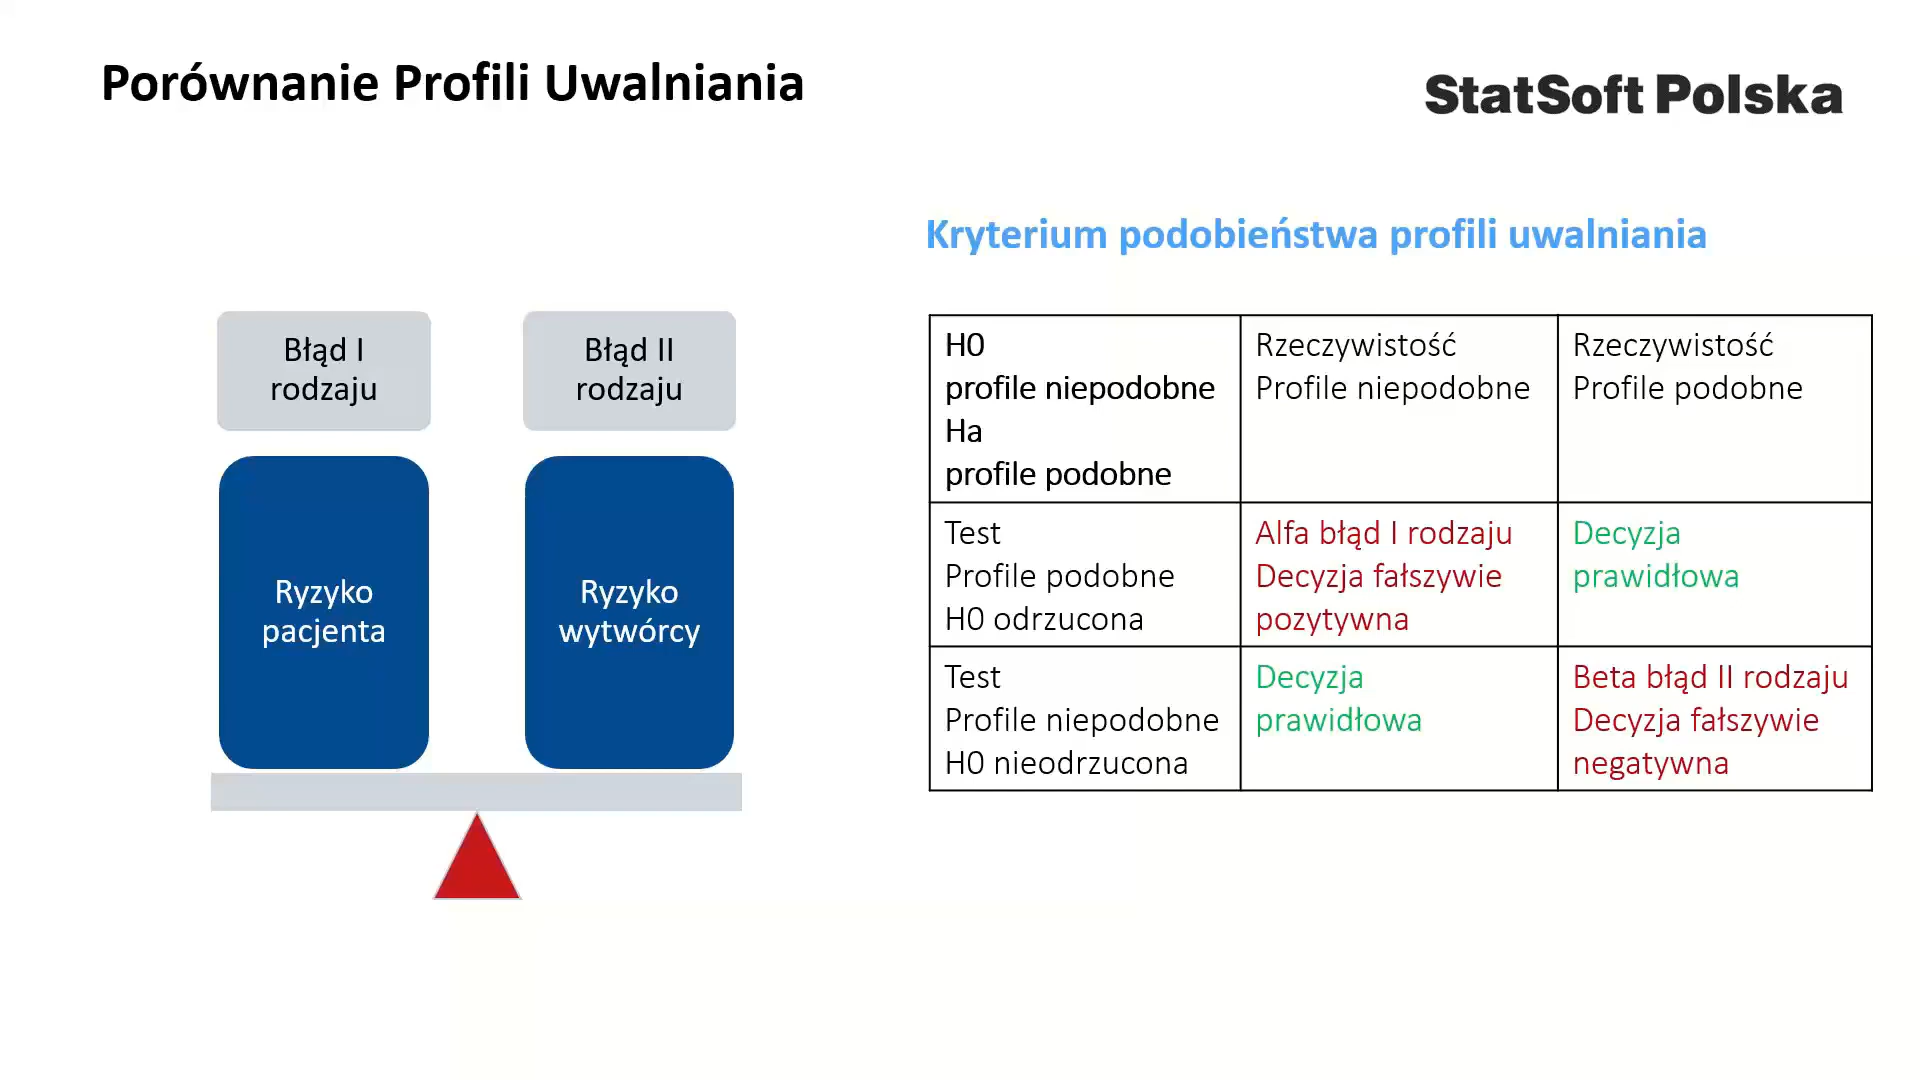 Porównanie Profili Uwalniania
StatSoft Polska
Błąd I
rodzaju
Błąd II
rodzaju
Ryzyko
pacjenta
Ryzyko
wytwórcy
Kryterium podobieństwa profili uwalniania
H0
profile niepodobne
Ha
profile podobne
Rzeczywistość
Profile niepodobne
Rzeczywistość
Profile podobne
Test
Profile podobne
H0 odrzucona
Alfa błąd I rodzaju
Decyzja fałszywie
pozytywna
Decyzja
prawidłowa
Test
Profile niepodobne
H0 nieodrzucona
Decyzja
prawidłowa
Beta błąd II rodzaju
Decyzja fałszywie
negatywna